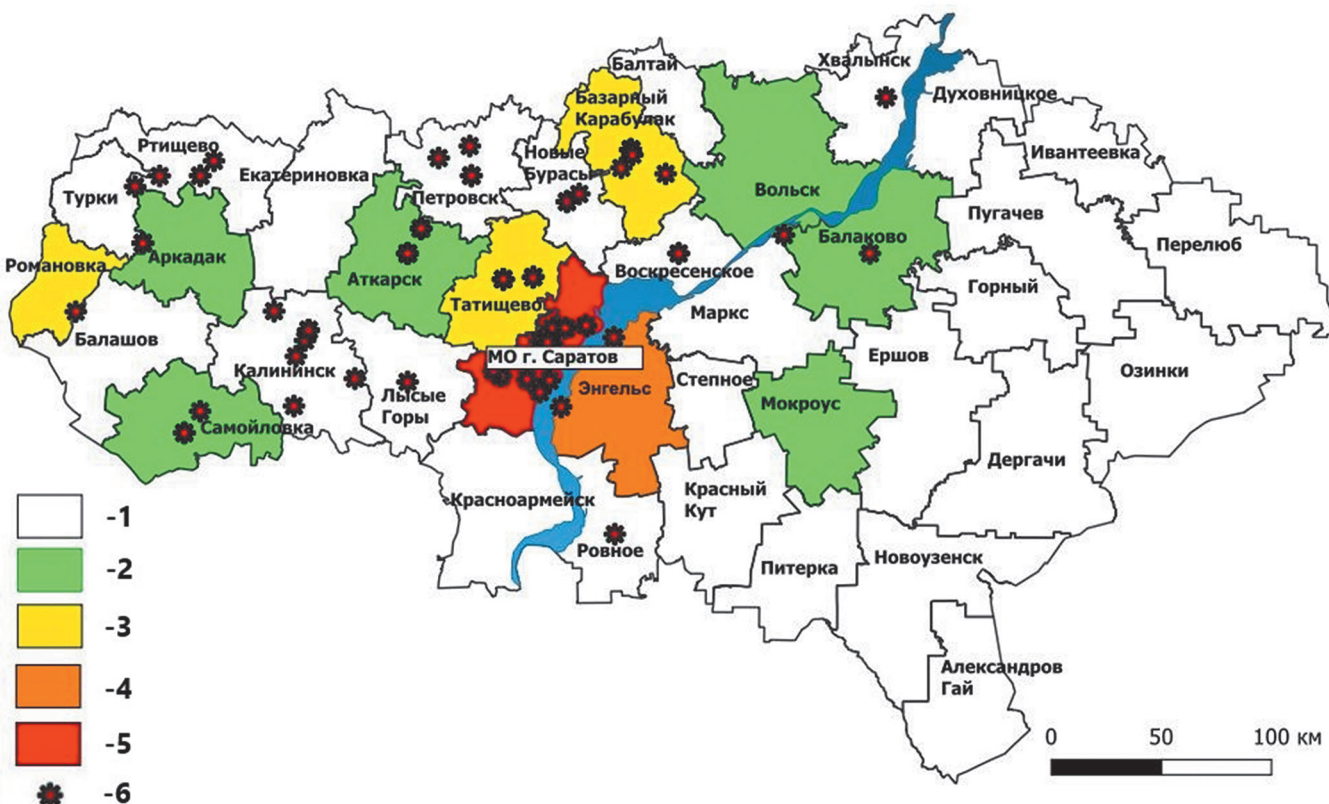 Балтай
Хвалынск
Базарный
Карабулак
Духовницкое
Ртищево
Новые
Бурасы
Ивантеевка
Турки
Екатериновка
Петровск
Вольск
Пугачев
Романовка
Аркадак
Балаково
Перелюб
Аткарск
Воскресенское
Татищево
Горный
Балашов
Маркс
МО г. Саратов
Ершов
Калининск
Лысые
Горы
Энгельс
Степное
Озинки
Самойловка
Мокроус
Дергачи
Красноармейск
Красный
Кут
Ровное
Питерка
Новоузенск
Александров
Гай
-1
-2
-3
-4
-5
-6
0 50 100 км